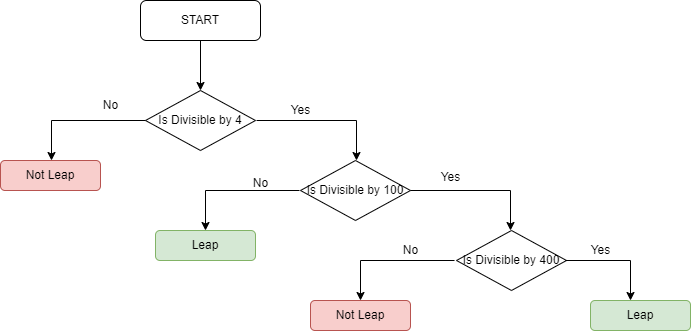 START
Is Divisible by 4
No
Yes
Not Leap
Is Divisible by 100
No
Yes
Leap
Is Divisible by 400
No
Yes
Not Leap
Leap